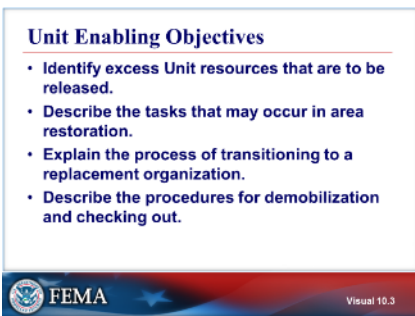 Unit Enabling Objectives
• Identify excess Unit resources that are to be
released.
• Describe the tasks that may occur in area
restoration.
• Explain the process of transitioning to a
replacement organization.
• Describe the procedures for demobilization
and checking out.
FEMA
Visual 10.3